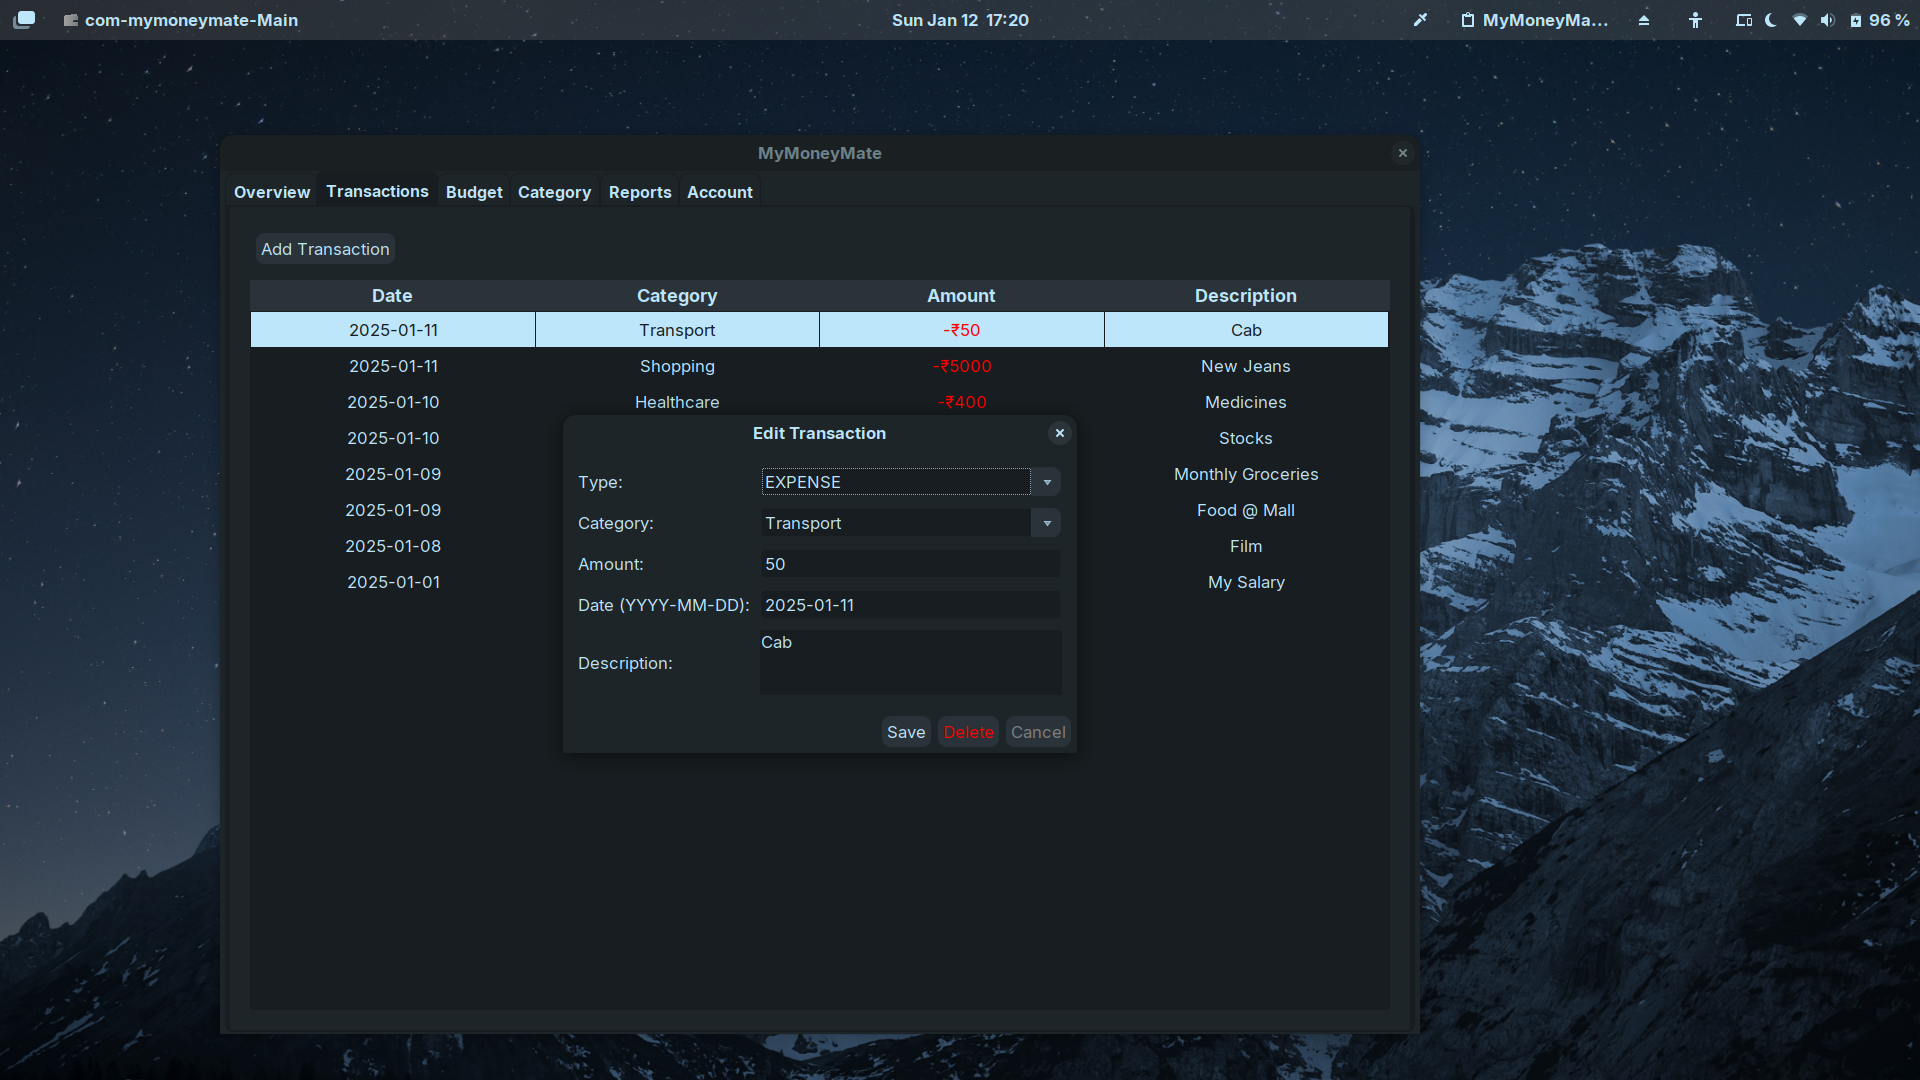 com-mymoneymate-Main
Sun Jan 12 17:20
MyMoneyMa...
96 %
MyMoneyMate
Overview Transactions Budget Category Reports Account
Add Transaction
Date Category Amount Description
2025-01-11 Transport -₹50 Cab
2025-01-11 Shopping -₹5000 New Jeans
2025-01-10 Healthcare -₹400 Medicines
2025-01-10 Stocks
2025-01-09 Monthly Groceries
2025-01-09 Food @ Mall
2025-01-08 Film
2025-01-01 My Salary
Edit Transaction
Type: EXPENSE
Category: Transport
Amount: 50
Date (YYYY-MM-DD): 2025-01-11
Description: Cab
Save Delete Cancel